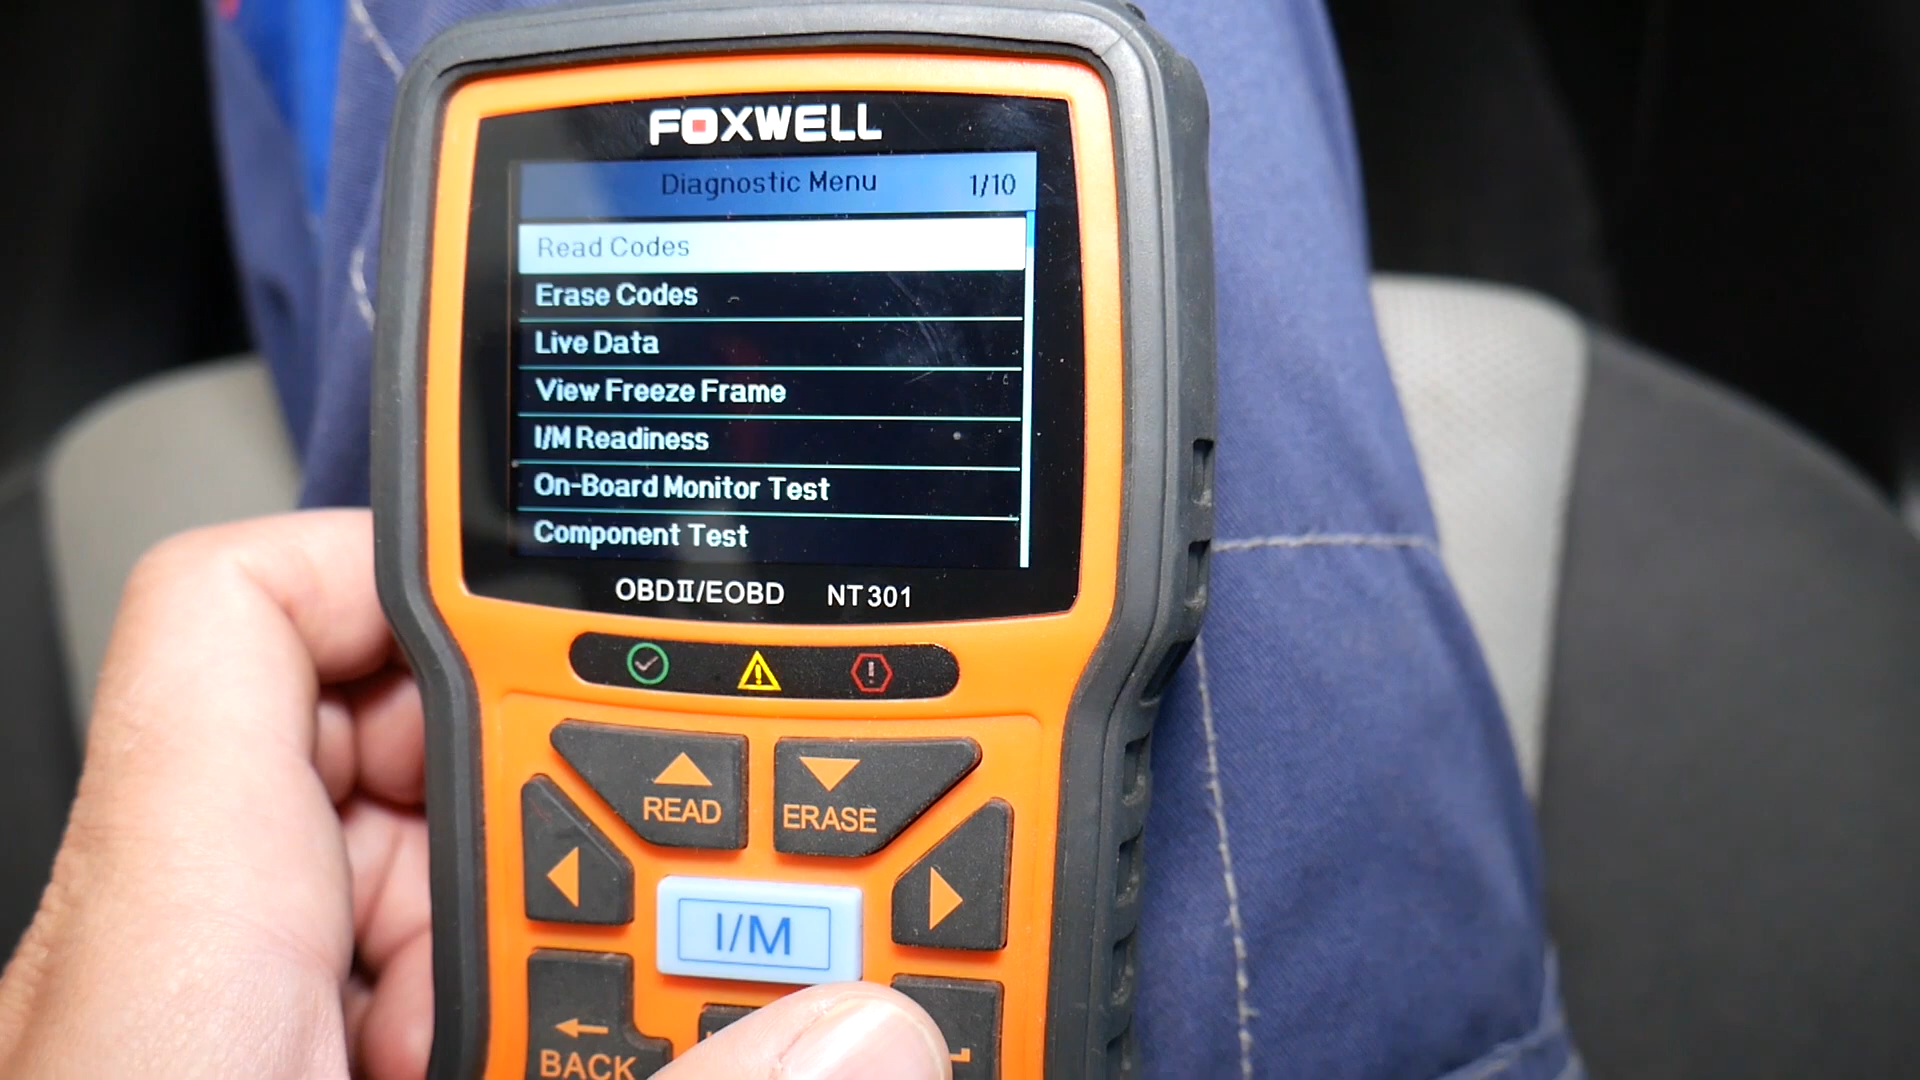 FOXWELL
Diagnostic Menu 1/10
Read Codes
Erase Codes
Live Data
View Freeze Frame
I/M Readiness
On-Board Monitor Test
Component Test
OBDII/EOBD NT301
READ
ERASE
I/M
BACK